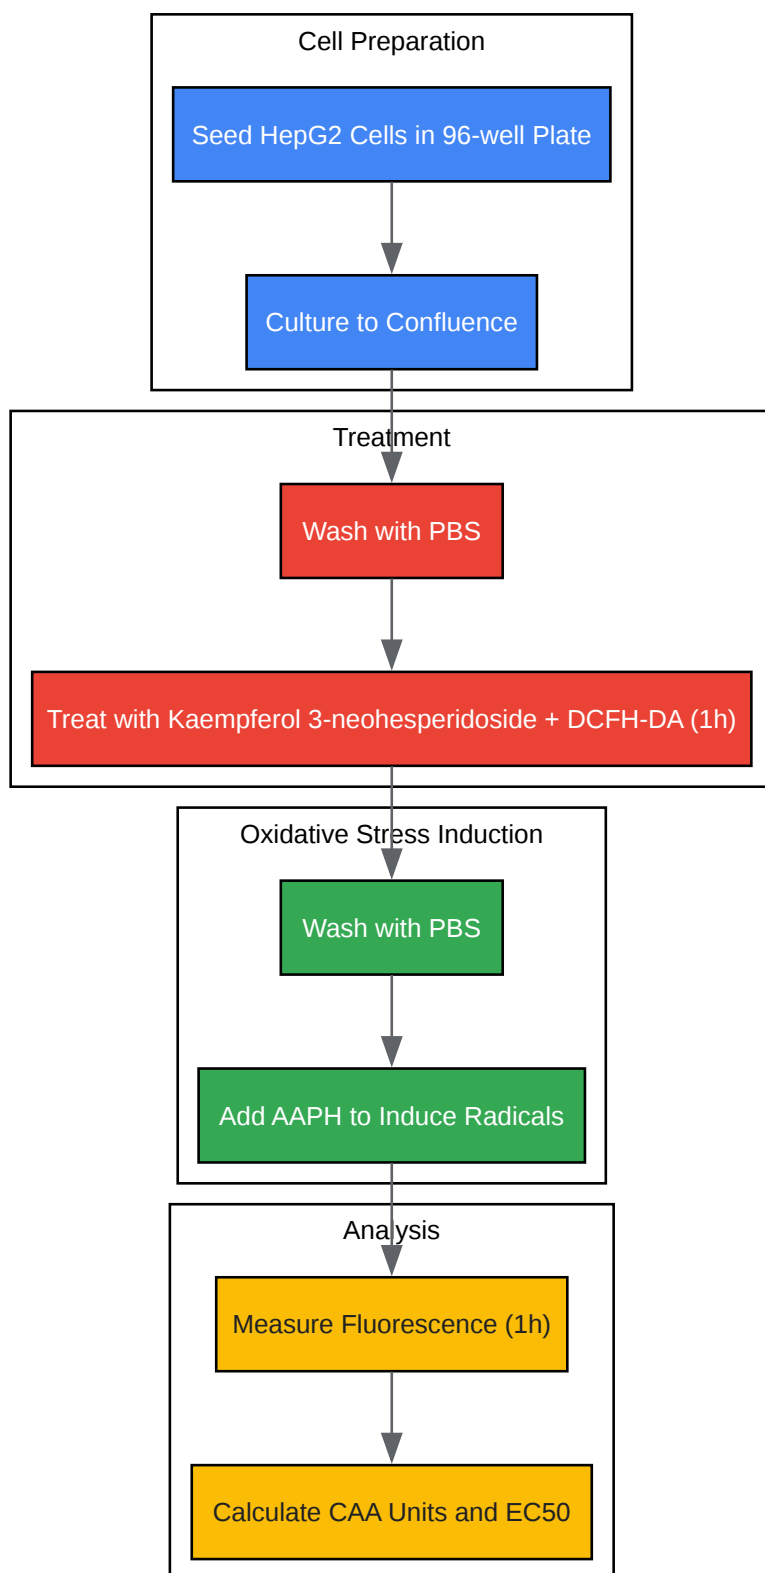 Cell Preparation
Seed HepG2 Cells in 96-well Plate
Culture to Confluence
Treatment
Wash with PBS
Treat with Kaempferol 3-neohesperidoside + DCFH-DA (1h)
Oxidative Stress Induction
Wash with PBS
Add AAPH to Induce Radicals
Analysis
Measure Fluorescence (1h)
Calculate CAA Units and EC50